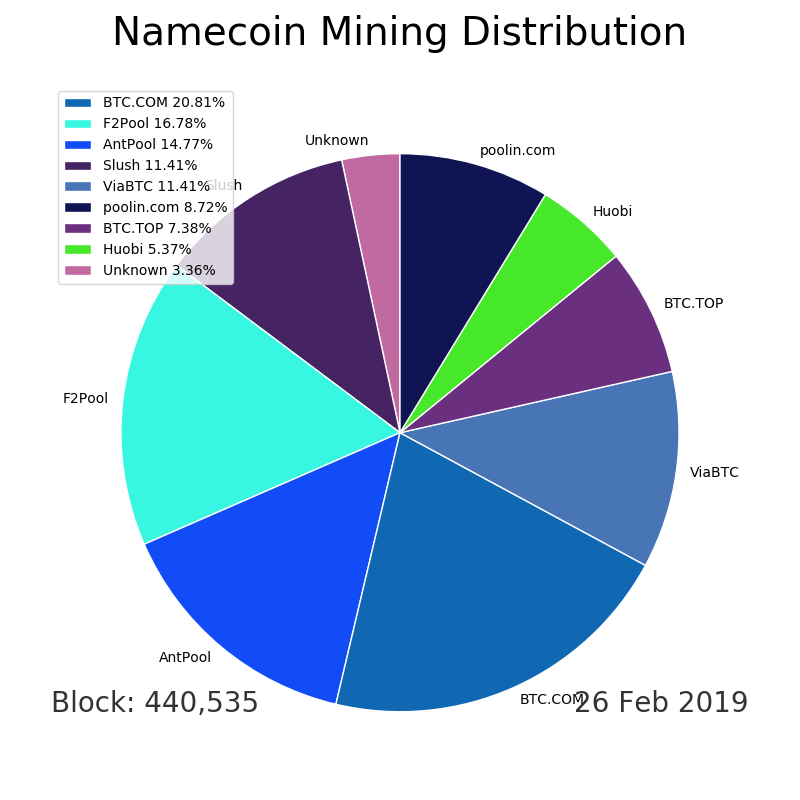 Namecoin Mining Distribution
BTC.COM 20.81%
F2Pool 16.78%
AntPool 14.77%
Slush 11.41%
ViaBTC 11.41%
poolin.com 8.72%
BTC.TOP 7.38%
Huobi 5.37%
Unknown 3.36%
Unknown
poolin.com
Slush
Huobi
BTC.TOP
F2Pool
ViaBTC
AntPool
BTC.COM
Block: 440,535
26 Feb 2019